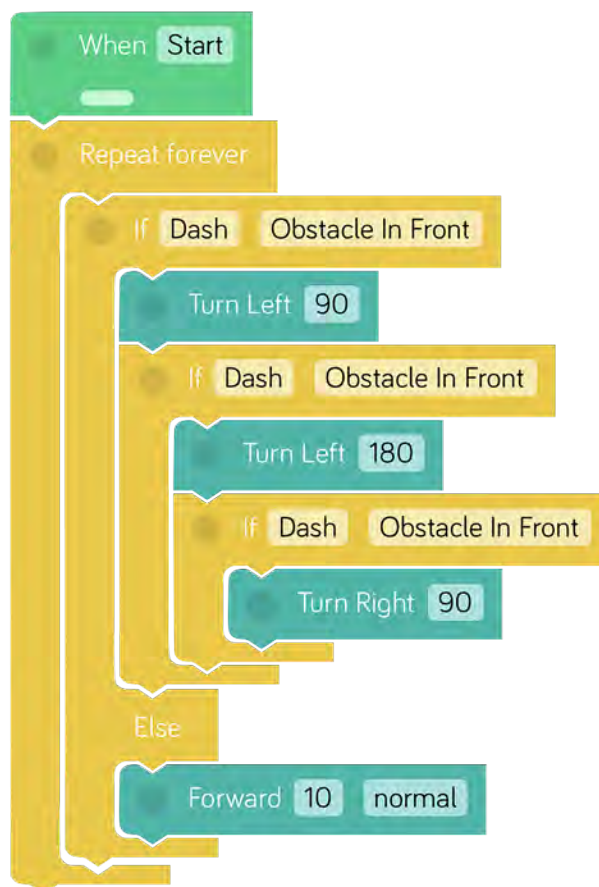 When Start
Repeat forever
If Dash Obstacle In Front
Turn Left 90
If Dash Obstacle In Front
Turn Left 180
If Dash Obstacle In Front
Turn Right 90
Else
Forward 10 normal